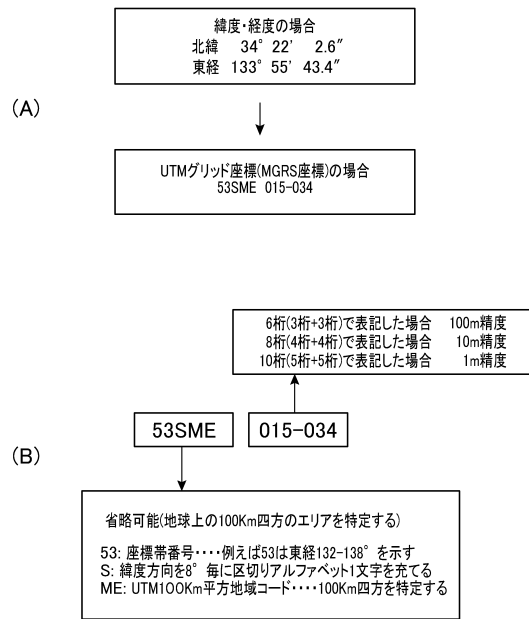 緯度・経度の場合
北緯 34° 22′ 2.6″
東経 133° 55′ 43.4″
(A)
UTMグリッド座標(MGRS座標)の場合
53SME 015-034
6桁(3桁+3桁)で表記した場合 100m精度
8桁(4桁+4桁)で表記した場合 10m精度
10桁(5桁+5桁)で表記した場合 1m精度
53SME 015-034
(B)
省略可能(地球上の100Km四方のエリアを特定する)
53: 座標帯番号・・・・例えば53は東経132-138°を示す
S: 緯度方向を8°毎に区切りアルファベット1文字を充てる
ME: UTM100Km平方地域コード・・・・100Km四方を特定する